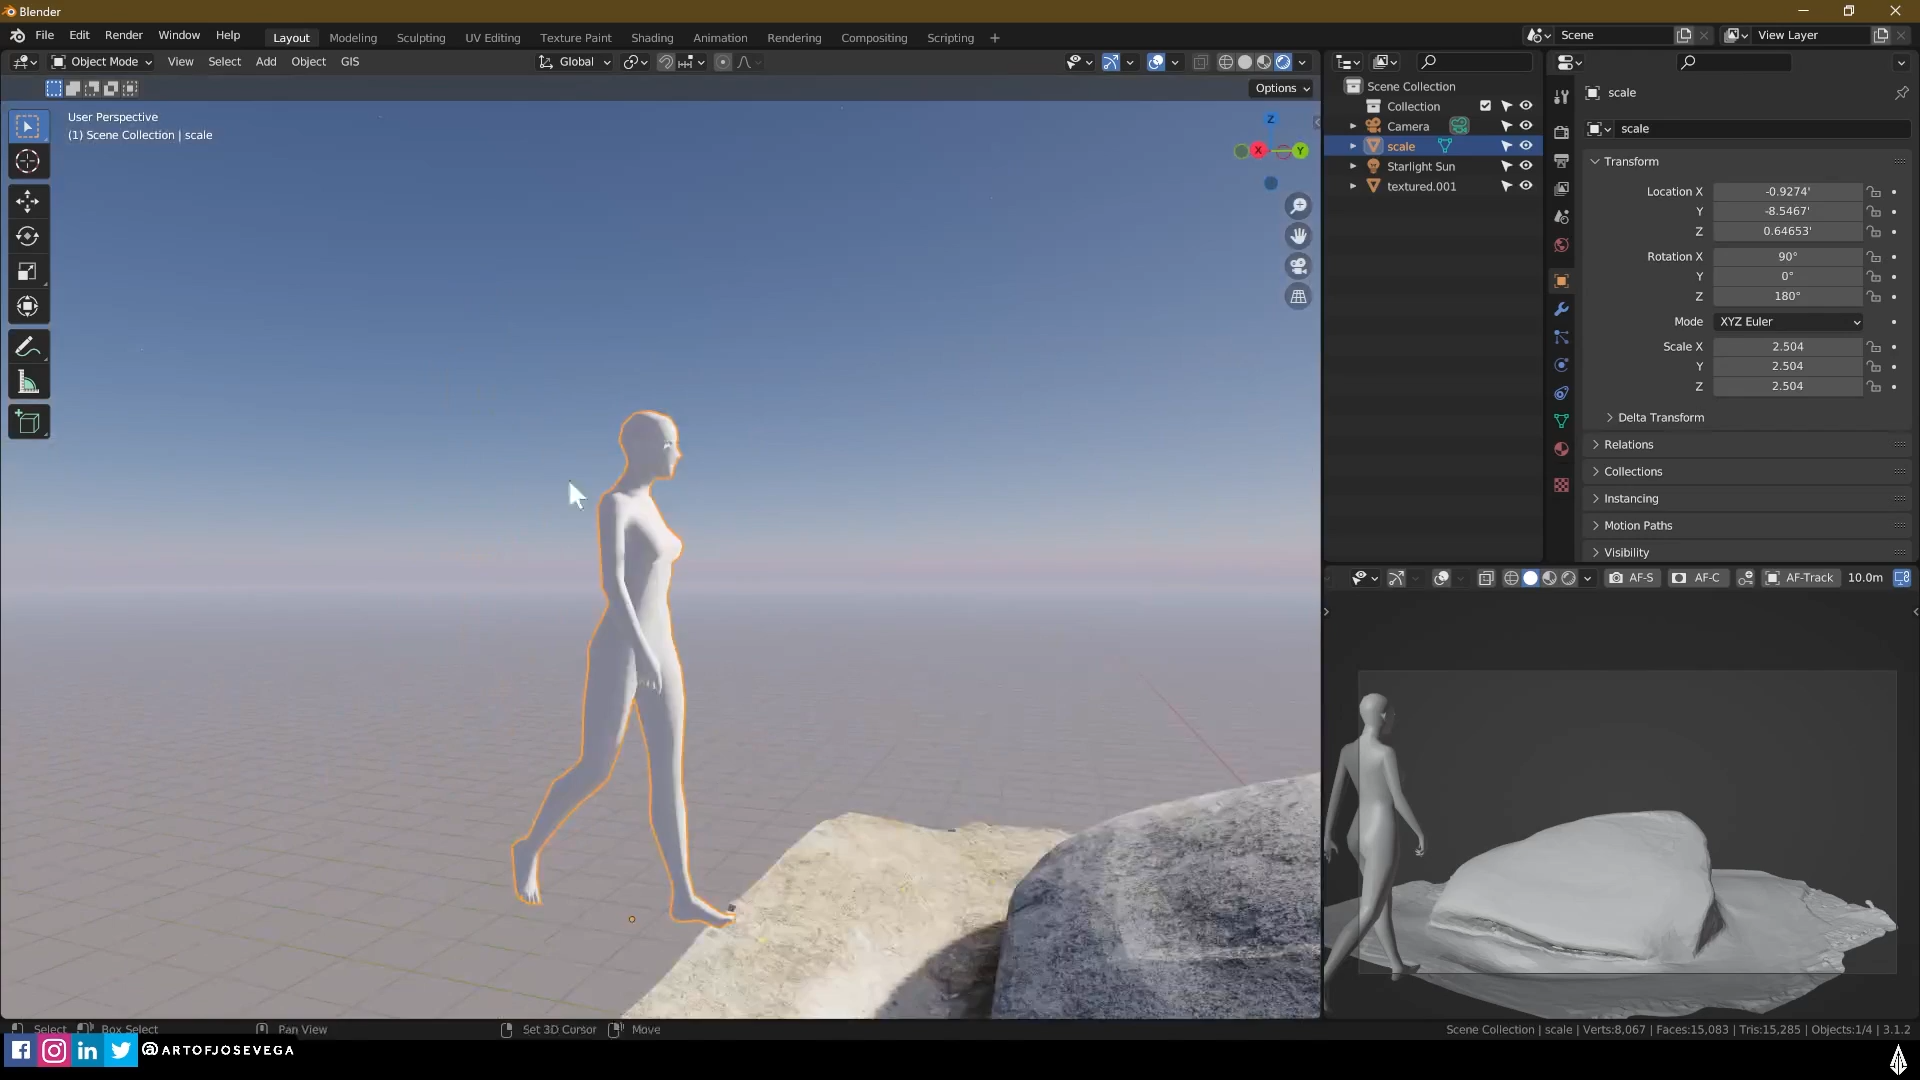 Blender
File Edit Render Window Help Layout Modeling Sculpting UV Editing Texture Paint Shading Animation Rendering Compositing Scripting + Scene View Layer
Object Mode View Select Add Object GIS Global
Options
User Perspective
(1) Scene Collection | scale
Z
X
Y
Scene Collection
Collection
Camera
scale
Starlight Sun
textured.001
scale
scale
Transform
Location X -0.9274'
Y -8.5467'
Z 0.64653'
Rotation X 90°
Y 0°
Z 180°
Mode XYZ Euler
Scale X 2.504
Y 2.504
Z 2.504
Delta Transform
Relations
Collections
Instancing
Motion Paths
Visibility
AF-S AF-C AF-Track 10.0m
Select Box Select Pan View Set 3D Cursor Move
Scene Collection | scale | Verts:8,067 | Faces:15,083 | Tris:15,285 | Objects:1/4 | 3.1.2
@ARTOFJOSEVEGA